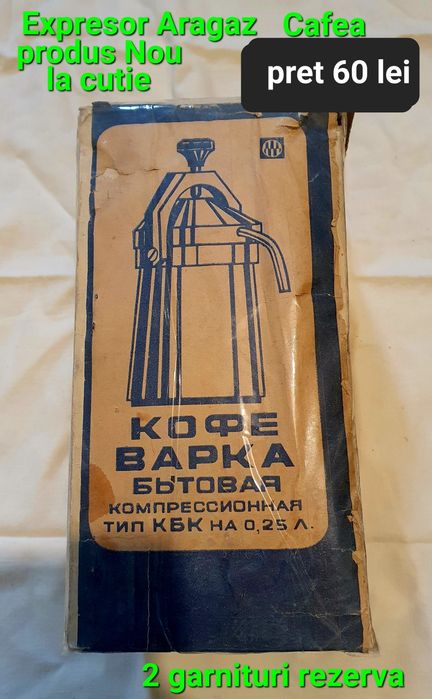 Expresor Aragaz Cafea
produs Nou
la cutie
pret 60 lei
КОФЕ
ВАРКА
БЫТОВАЯ
КОМПРЕССИОННАЯ
ТИП КБК НА 0,25 Л.
2 garnituri rezerva